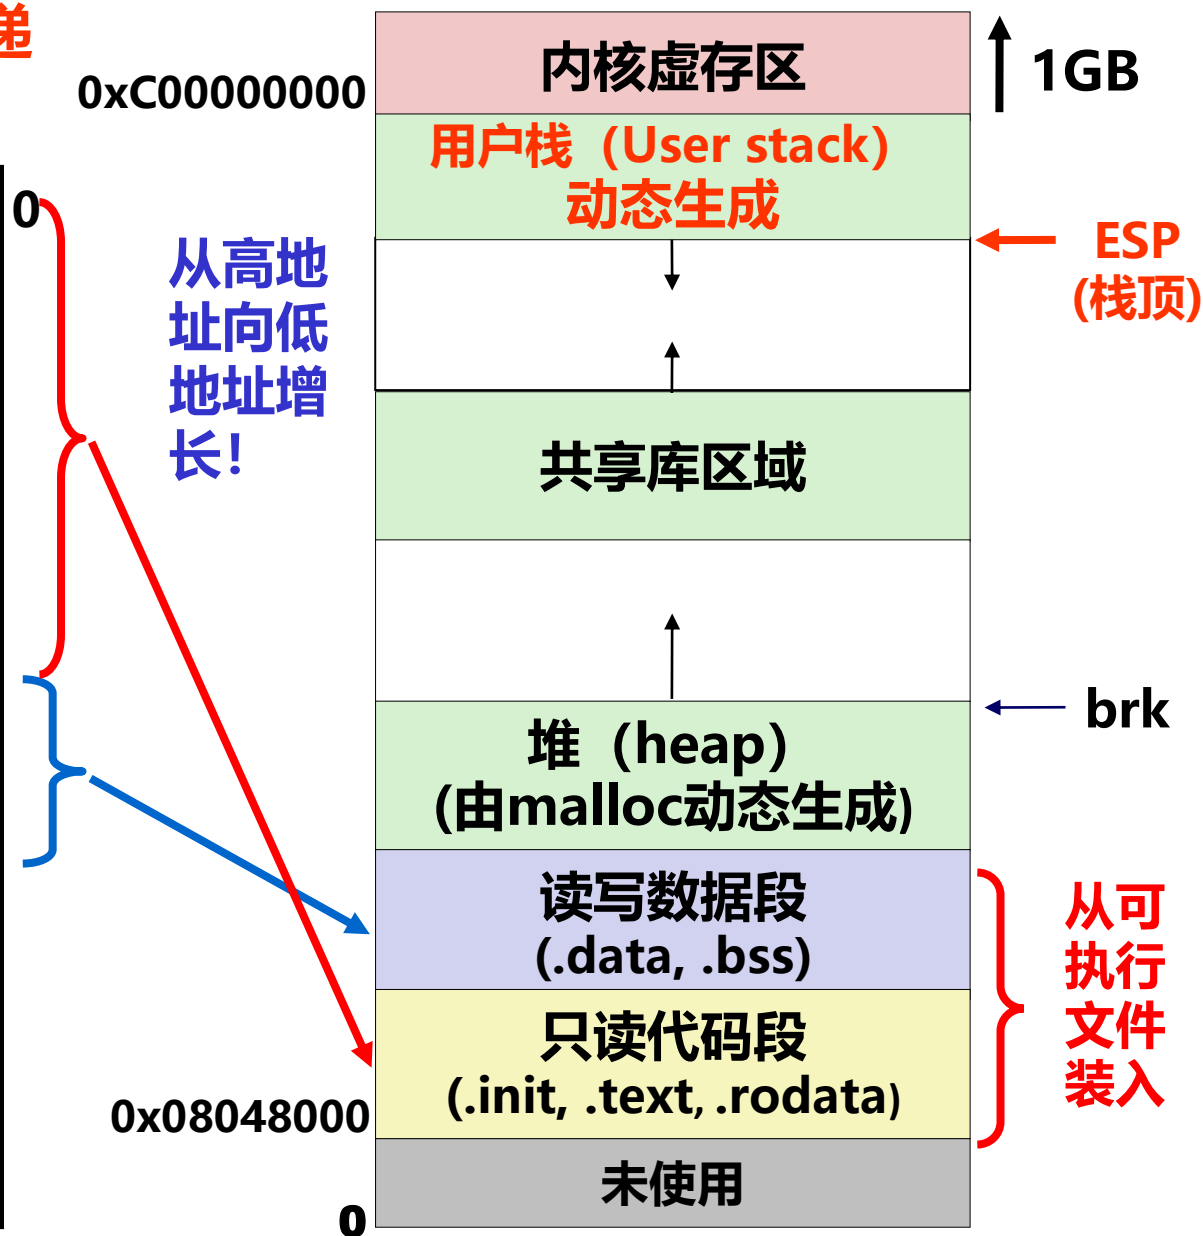 递
内核虚存区
1GB
0xC00000000
用户栈（User stack）
动态生成
0
从高地
址向低
地址增
长！
ESP
(栈顶)
共享库区域
brk
堆（heap）
(由malloc动态生成)
读写数据段
(.data, .bss)
从可
执行
文件
装入
只读代码段
(.init, .text, .rodata)
0x08048000
未使用
0